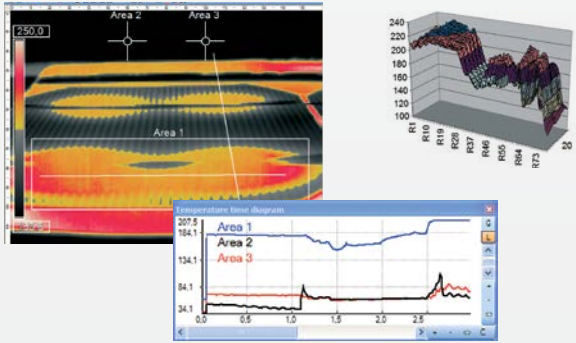 Area 2
Area 3
250,0
Area 1
240
220
200
180
160
140
120
100
R1
R10
R19
R28
R37
R46
R55
R64
R73
20
Temperature time diagram
207,5
184,1
134,1
84,1
34,1
Area 1
Area 2
Area 3
0,0
0,5
1,0
1,5
2,0
2,5
L
C